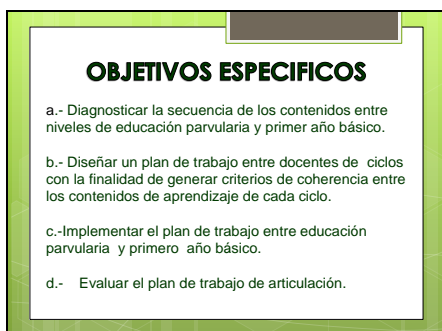 OBJETIVOS ESPECIFICOS
a.- Diagnosticar la secuencia de los contenidos entre
niveles de educación parvularia y primer año básico.
b.- Diseñar un plan de trabajo entre docentes de ciclos
con la finalidad de generar criterios de coherencia entre
los contenidos de aprendizaje de cada ciclo.
c.-Implementar el plan de trabajo entre educación
parvularia y primero año básico.
d.- Evaluar el plan de trabajo de articulación.